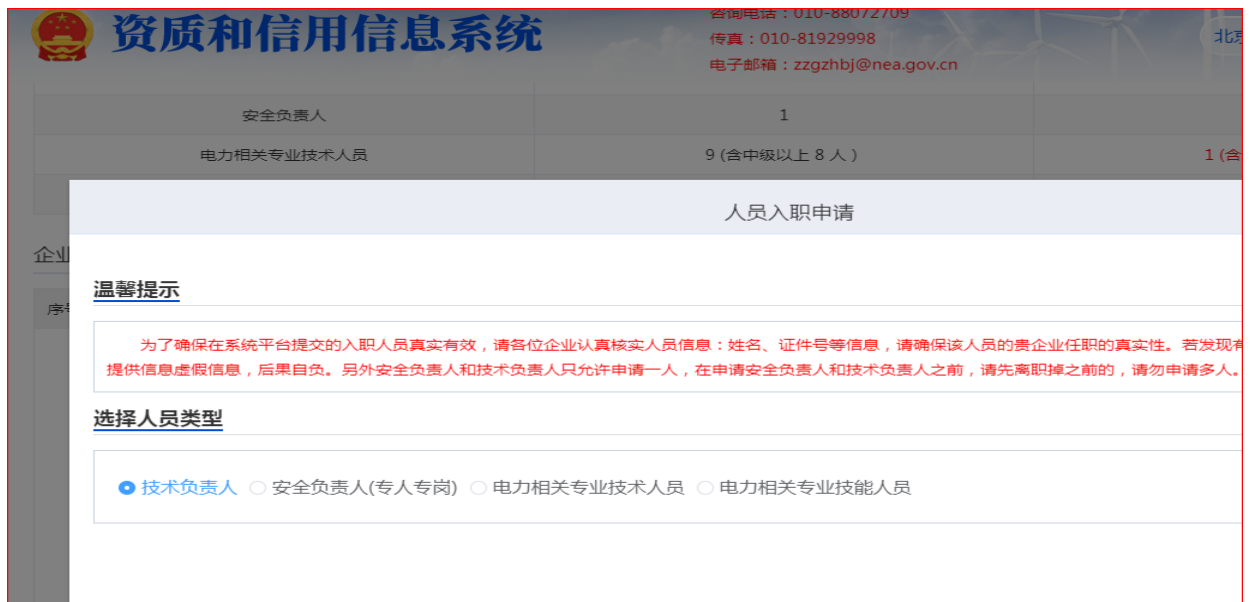 咨询电话：010-88072709
资质和信用信息系统
传真：010-81929998
电子邮箱：zzgzhbj@nea.gov.cn
安全负责人 1
电力相关专业技术人员 9 (含中级以上 8 人 ) 1 (含
人员入职申请
企业
温馨提示
序号
为了确保在系统平台提交的入职人员真实有效，请各位企业认真核实人员信息：姓名、证件号等信息，请确保该人员的贵企业任职的真实性。若发现有
提供信息虚假信息，后果自负。另外安全负责人和技术负责人只允许申请一人，在申请安全负责人和技术负责人之前，请先离职掉之前的，请勿申请多人。
选择人员类型
技术负责人 安全负责人(专人专岗) 电力相关专业技术人员 电力相关专业技能人员